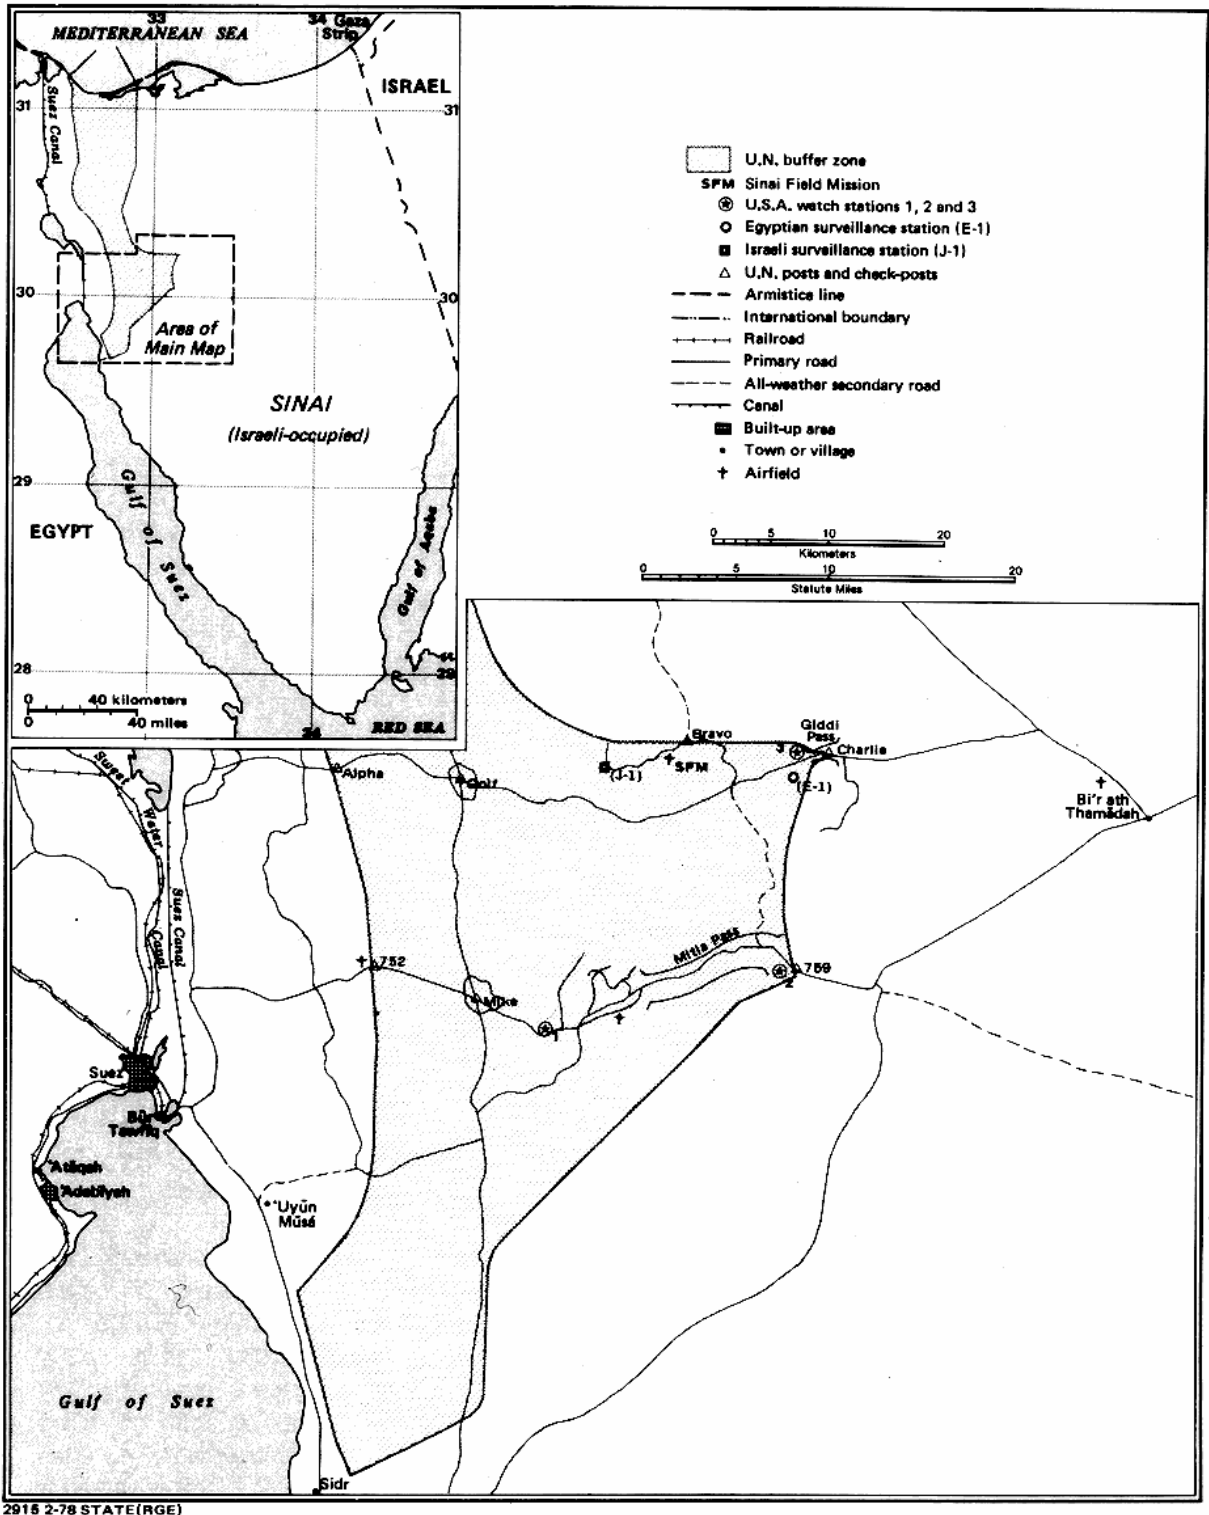 33
34
Gaza
Strip
MEDITERRANEAN SEA
ISRAEL
31
31
Suez Canal
30
30
Area of
Main Map
SINAI
(Israeli-occupied)
29
EGYPT
Gulf of Suez
Gulf of Aqaba
28
28
0 40 kilometers
0 40 miles
34
RED SEA
U.N. buffer zone
SFM Sinai Field Mission
U.S.A. watch stations 1, 2 and 3
Egyptian surveillance station (E-1)
Israeli surveillance station (J-1)
U.N. posts and check-posts
Armistice line
International boundary
Railroad
Primary road
All-weather secondary road
Canal
Built-up area
Town or village
Airfield
0 5 10 20
Kilometers
0 5 10 20
Statute Miles
Bravo
Giddi
Pass
3
Charlie
SFM
(J-1)
(E-1)
Alpha
Golf
Bi'r ath
Thamādah
Sweet Water Canal
Suez Canal
Mitla Pass
752
759
2
Mike
1
Suez
Būr
Tawfīq
'Atāqah
'Adabīyah
'Uyūn
Mūsá
Gulf of Suez
Sidr
2915 2-78 STATE(RGE)